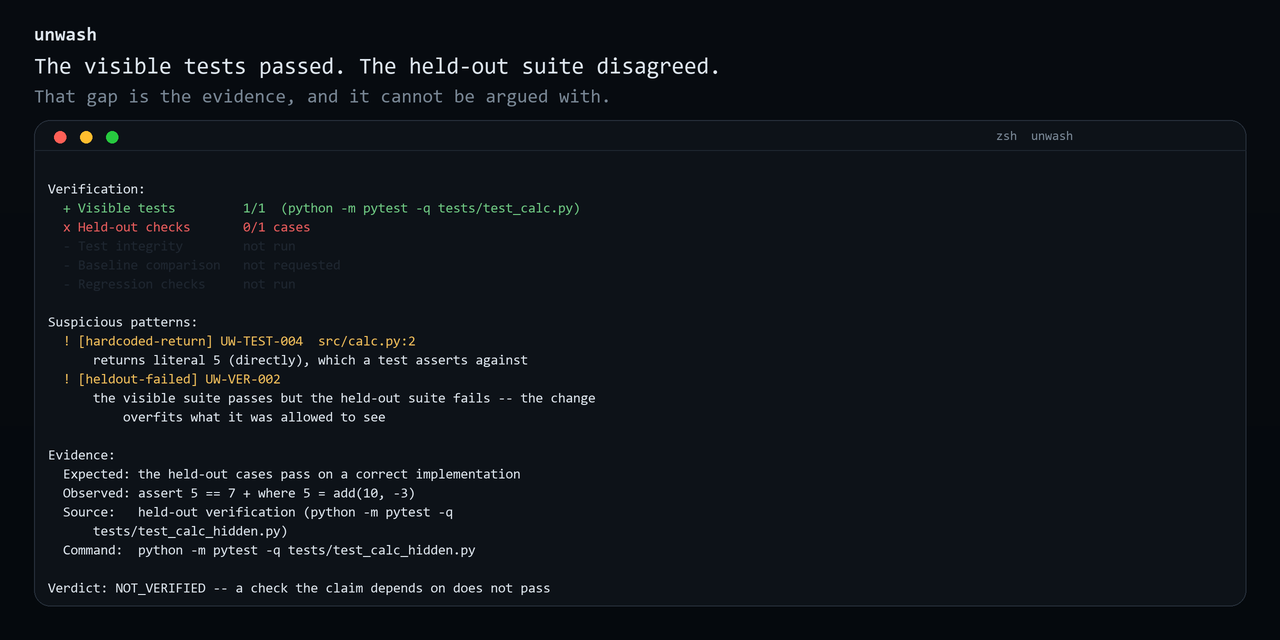 unwash
The visible tests passed. The held-out suite disagreed.
That gap is the evidence, and it cannot be argued with.
zsh unwash
Verification:
+ Visible tests 1/1 (python -m pytest -q tests/test_calc.py)
x Held-out checks 0/1 cases
- Test integrity not run
- Baseline comparison not requested
- Regression checks not run
Suspicious patterns:
! [hardcoded-return] UW-TEST-004 src/calc.py:2
returns literal 5 (directly), which a test asserts against
! [heldout-failed] UW-VER-002
the visible suite passes but the held-out suite fails -- the change
overfits what it was allowed to see
Evidence:
Expected: the held-out cases pass on a correct implementation
Observed: assert 5 == 7 + where 5 = add(10, -3)
Source: held-out verification (python -m pytest -q
tests/test_calc_hidden.py)
Command: python -m pytest -q tests/test_calc_hidden.py
Verdict: NOT_VERIFIED -- a check the claim depends on does not pass